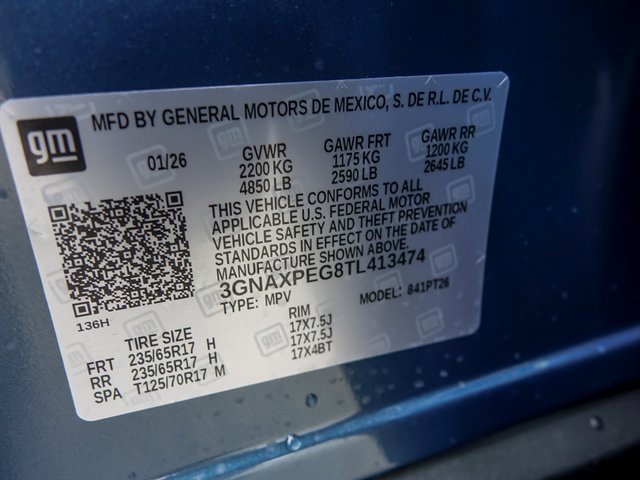 MFD BY GENERAL MOTORS DE MEXICO, S. DE R.L. DE C.V.
gm
01/26 GVWR GAWR FRT GAWR RR
2200 KG 1175 KG 1200 KG
4850 LB 2590 LB 2645 LB
THIS VEHICLE CONFORMS TO ALL
APPLICABLE U.S. FEDERAL MOTOR
VEHICLE SAFETY AND THEFT PREVENTION
STANDARDS IN EFFECT ON THE DATE OF
MANUFACTURE SHOWN ABOVE.
3GNAXPEG8TL413474
TYPE: MPV MODEL: 841PT26
136H
TIRE SIZE RIM
FRT 235/65R17 H 17X7.5J
RR 235/65R17 H 17X7.5J
SPA T125/70R17 M 17X4BT